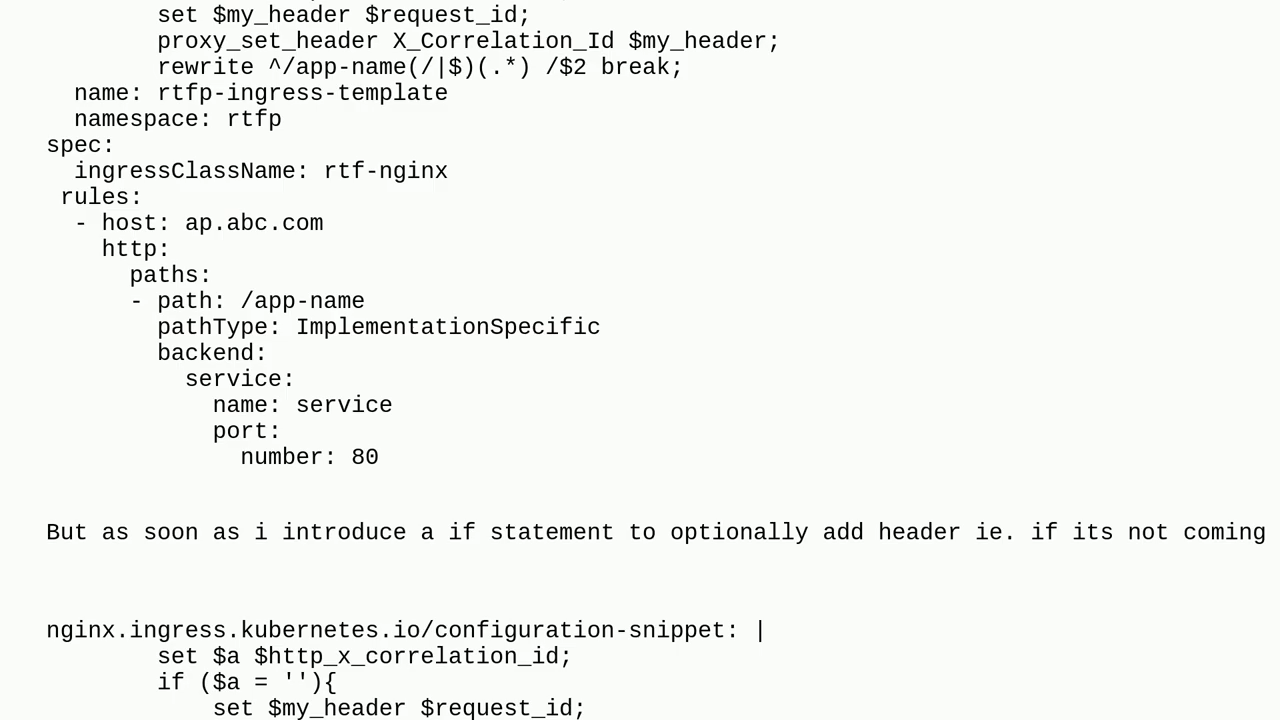 set $my_header $request_id;
proxy_set_header X_Correlation_Id $my_header;
rewrite ^/app-name(/|$)(.*) /$2 break;
name: rtfp-ingress-template
namespace: rtfp
spec:
ingressClassName: rtf-nginx
rules:
- host: ap.abc.com
http:
paths:
- path: /app-name
pathType: ImplementationSpecific
backend:
service:
name: service
port:
number: 80
But as soon as i introduce a if statement to optionally add header ie. if its not coming
nginx.ingress.kubernetes.io/configuration-snippet: |
set $a $http_x_correlation_id;
if ($a = ''){
set $my_header $request_id;